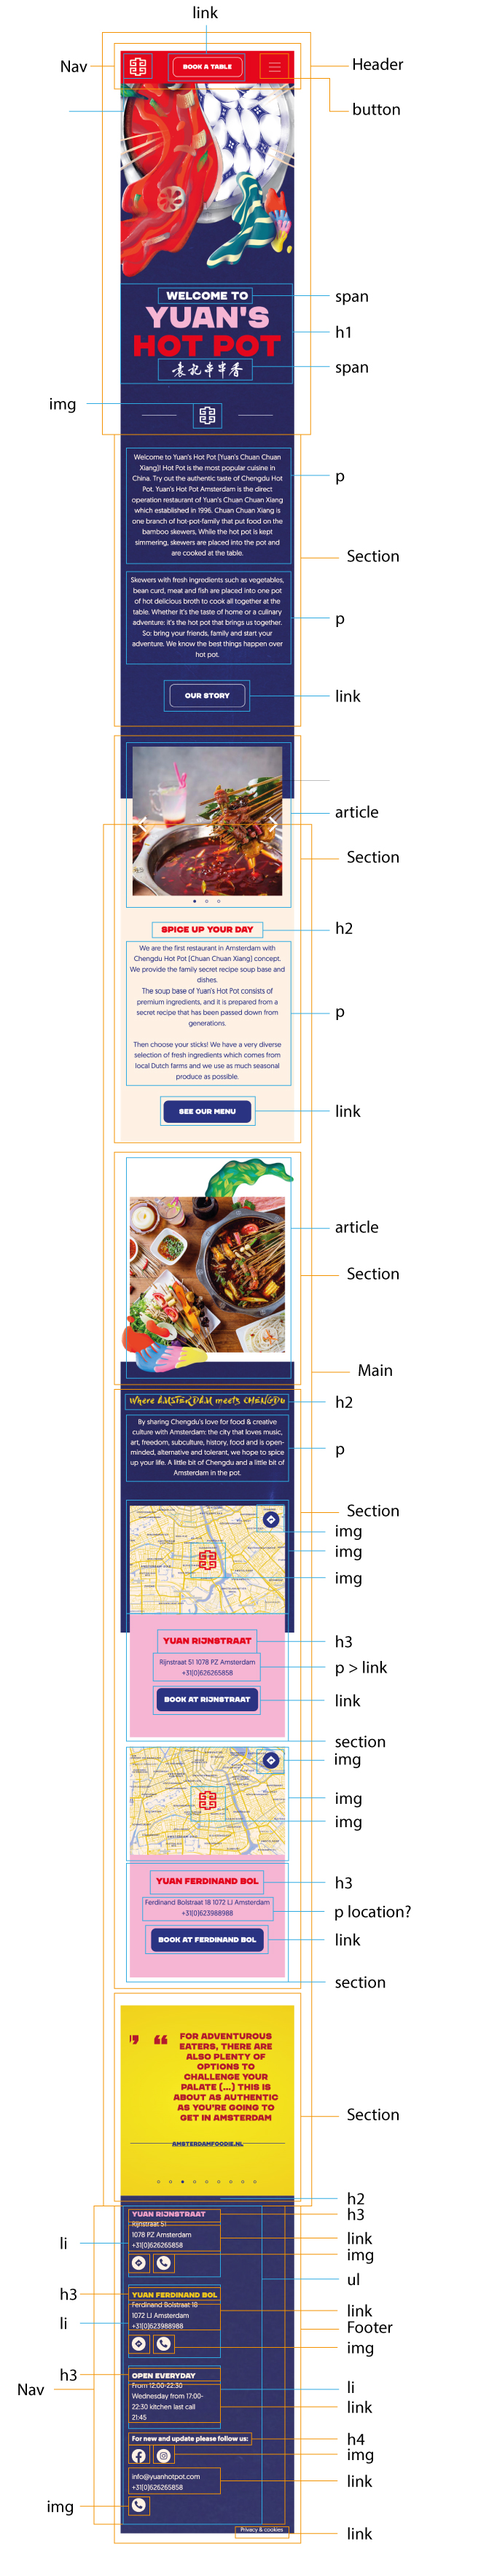 link
Nav
BOOK A TABLE
Header
button
WELCOME TO
span
YUAN'S
h1
HOT POT
袁记串串香
span
img
Welcome to Yuan's Hot Pot (Yuan's Chuan Chuan
Xiang)! Hot Pot is the most popular cuisine in
China. Try out the authentic taste of Chengdu Hot
Pot. Yuan's Hot Pot Amsterdam is the direct
operation restaurant of Yuan's Chuan Chuan Xiang
which established in 1996. Chuan Chuan Xiang is
one branch of hot-pot-family that put food on the
bamboo skewers, While the hot pot is kept
simmering, skewers are placed into the pot and
are cooked at the table.
p
Section
Skewers with fresh ingredients such as vegetables,
bean curd, meat and fish are placed into one pot
of hot delicious broth to cook all together at the
table. Whether it's the taste of home or a culinary
adventure: it's the hot pot that brings us together.
So: bring your friends, family and start your
adventure. We know the best things happen over
hot pot.
p
OUR STORY
link
article
Section
SPICE UP YOUR DAY
h2
We are the first restaurant in Amsterdam with
Chengdu Hot Pot (Chuan Chuan Xiang) concept.
We provide the family secret recipe soup base and
dishes.
The soup base of Yuan's Hot Pot consists of
premium ingredients, and it is prepared from a
secret recipe that has been passed down from
generations.
Then choose your sticks! We have a very diverse
selection of fresh ingredients which comes from
local Dutch farms and we use as much seasonal
produce as possible.
p
SEE OUR MENU
link
article
Section
Main
Where AMSTERDAM meets CHENGDU
h2
By sharing Chengdu's love for food & creative
culture with Amsterdam: the city that loves music,
art, freedom, subculture, history, food and is open-
minded, alternative and tolerant, we hope to spice
up your life. A little bit of Chengdu and a little bit of
Amsterdam in the pot.
p
Section
img
img
img
YUAN RIJNSTRAAT
h3
Rijnstraat 51 1078 PZ Amsterdam
+31(0)626265858
p > link
BOOK AT RIJNSTRAAT
link
section
img
img
img
YUAN FERDINAND BOL
h3
Ferdinand Bolstraat 18 1072 LJ Amsterdam
+31(0)623988988
p location?
BOOK AT FERDINAND BOL
link
section
FOR ADVENTUROUS
EATERS, THERE ARE
ALSO PLENTY OF
OPTIONS TO
CHALLENGE YOUR
PALATE (...) THIS IS
ABOUT AS AUTHENTIC
AS YOU'RE GOING TO
GET IN AMSTERDAM
Section
AMSTERDAMFOODIE.NL
h2
YUAN RIJNSTRAAT
h3
Rijnstraat 51
1078 PZ Amsterdam
+31(0)626265858
li
link
img
ul
h3
YUAN FERDINAND BOL
Ferdinand Bolstraat 18
1072 LJ Amsterdam
+31(0)623988988
li
link
Footer
img
h3
OPEN EVERYDAY
From 12:00-22:30
Wednesday from 17:00-
22:30 kitchen last call
21:45
Nav
li
link
For new and update please follow us:
h4
img
info@yuanhotpot.com
+31(0)626265858
link
img
Privacy & cookies
link